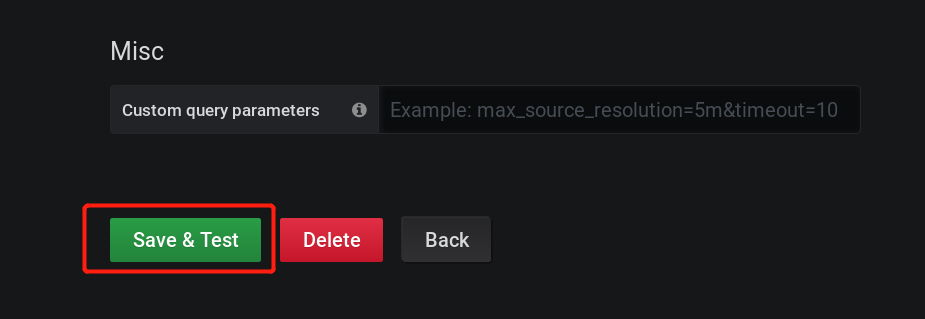 Misc
Custom query parameters
Example: max_source_resolution=5m&timeout=10
Save & Test
Delete
Back